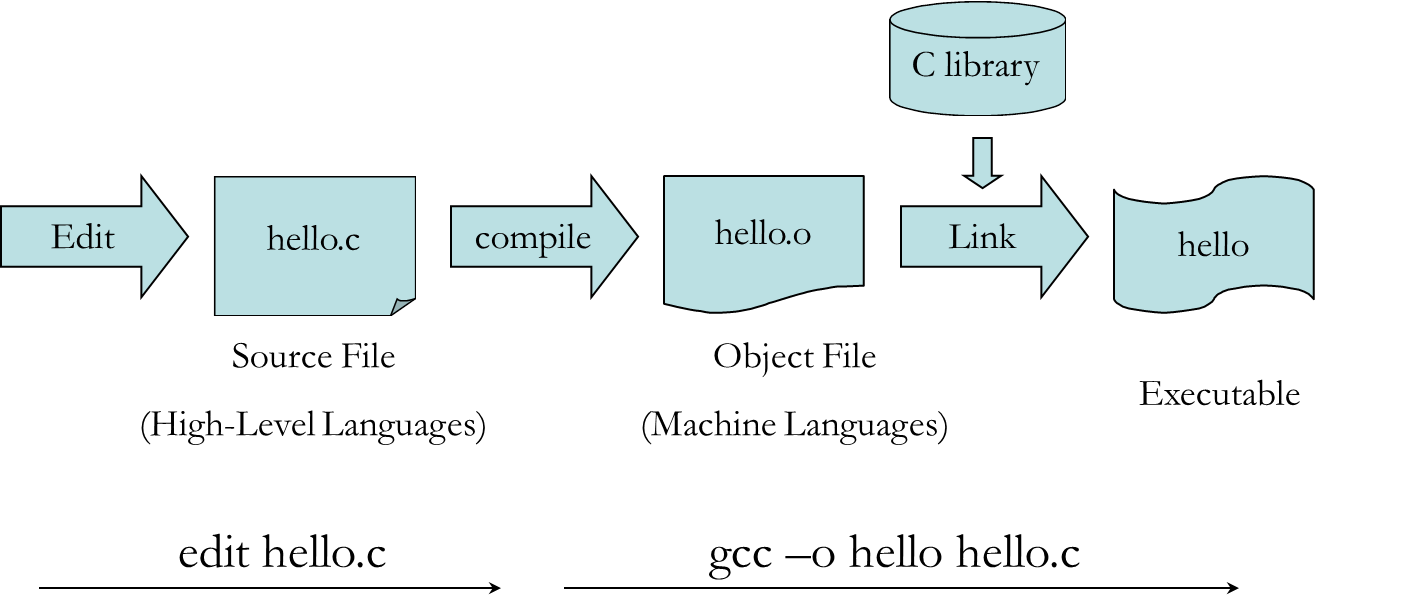 C library
Edit
hello.c
compile
hello.o
Link
hello
Source File
(High-Level Languages)
Object File
(Machine Languages)
Executable
edit hello.c
gcc –o hello hello.c